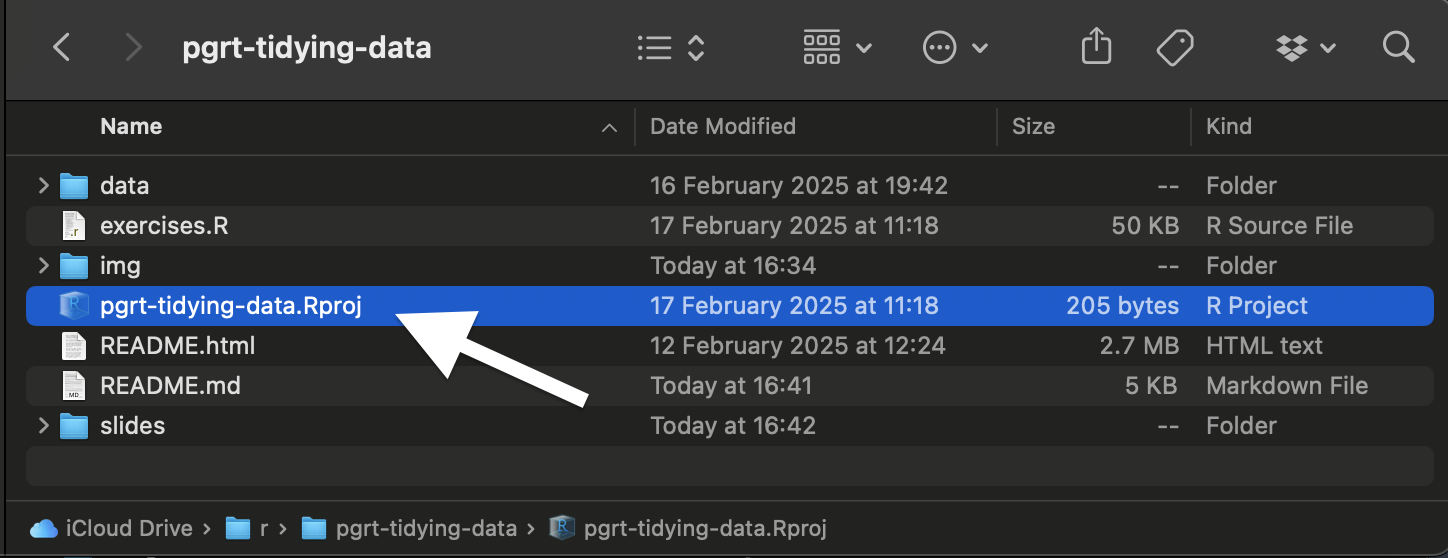 pgrt-tidying-data
Name Date Modified Size Kind
data 16 February 2025 at 19:42 -- Folder
exercises.R 17 February 2025 at 11:18 50 KB R Source File
img Today at 16:34 -- Folder
pgrt-tidying-data.Rproj 17 February 2025 at 11:18 205 bytes R Project
README.html 12 February 2025 at 12:24 2.7 MB HTML text
README.md Today at 16:41 5 KB Markdown File
slides Today at 16:42 -- Folder
iCloud Drive › r › pgrt-tidying-data › pgrt-tidying-data.Rproj